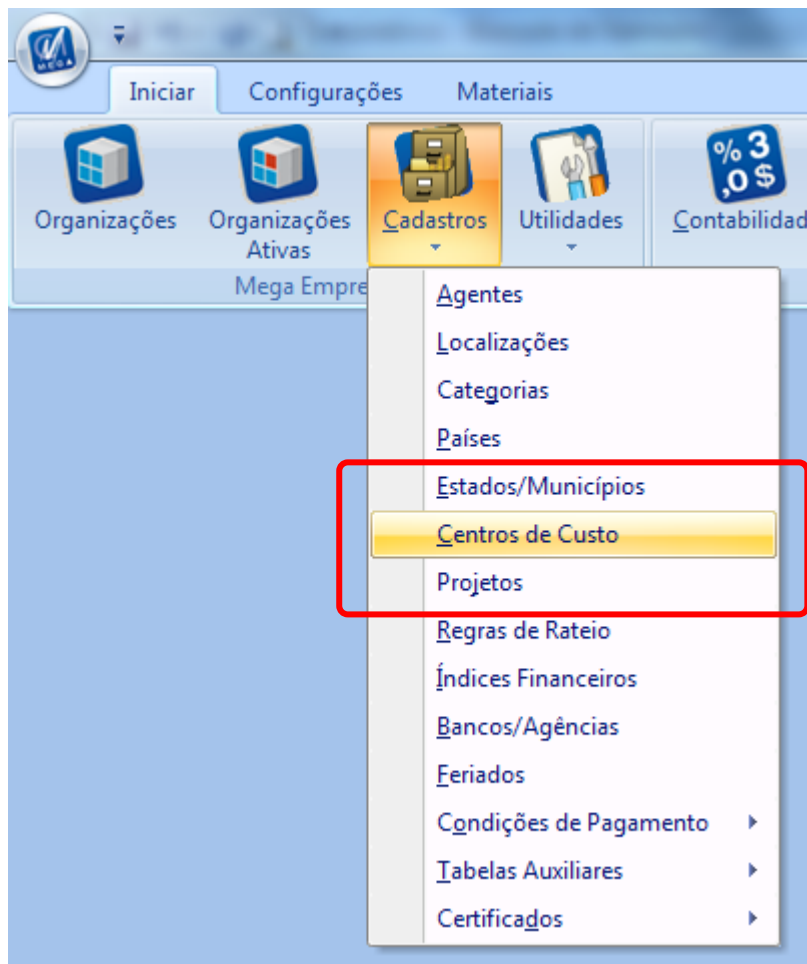 MEGA
Iniciar Configurações Materiais
Organizações Organizações Ativas Cadastros Utilidades Contabilidad
Mega Empre
Agentes
Localizações
Categorias
Países
Estados/Municípios
Centros de Custo
Projetos
Regras de Rateio
Índices Financeiros
Bancos/Agências
Feriados
Condições de Pagamento
Tabelas Auxiliares
Certificados
%3
,0$